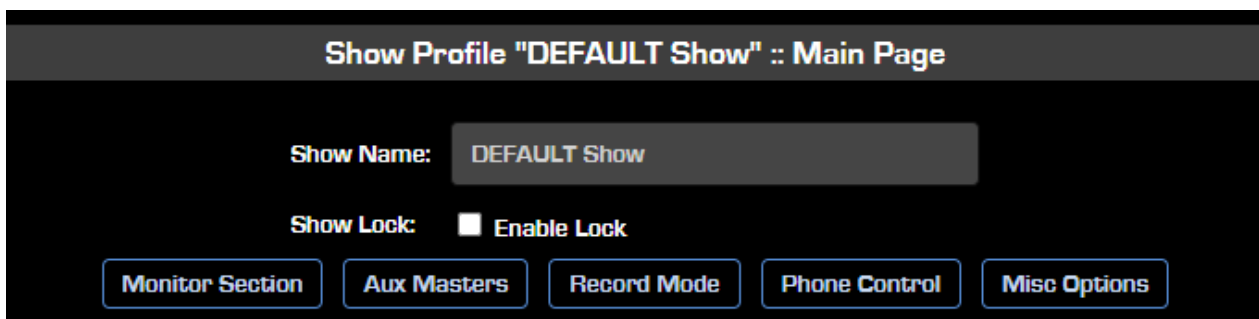 Show Profile "DEFAULT Show" :: Main Page
Show Name: DEFAULT Show
Show Lock: Enable Lock
Monitor Section Aux Masters Record Mode Phone Control Misc Options